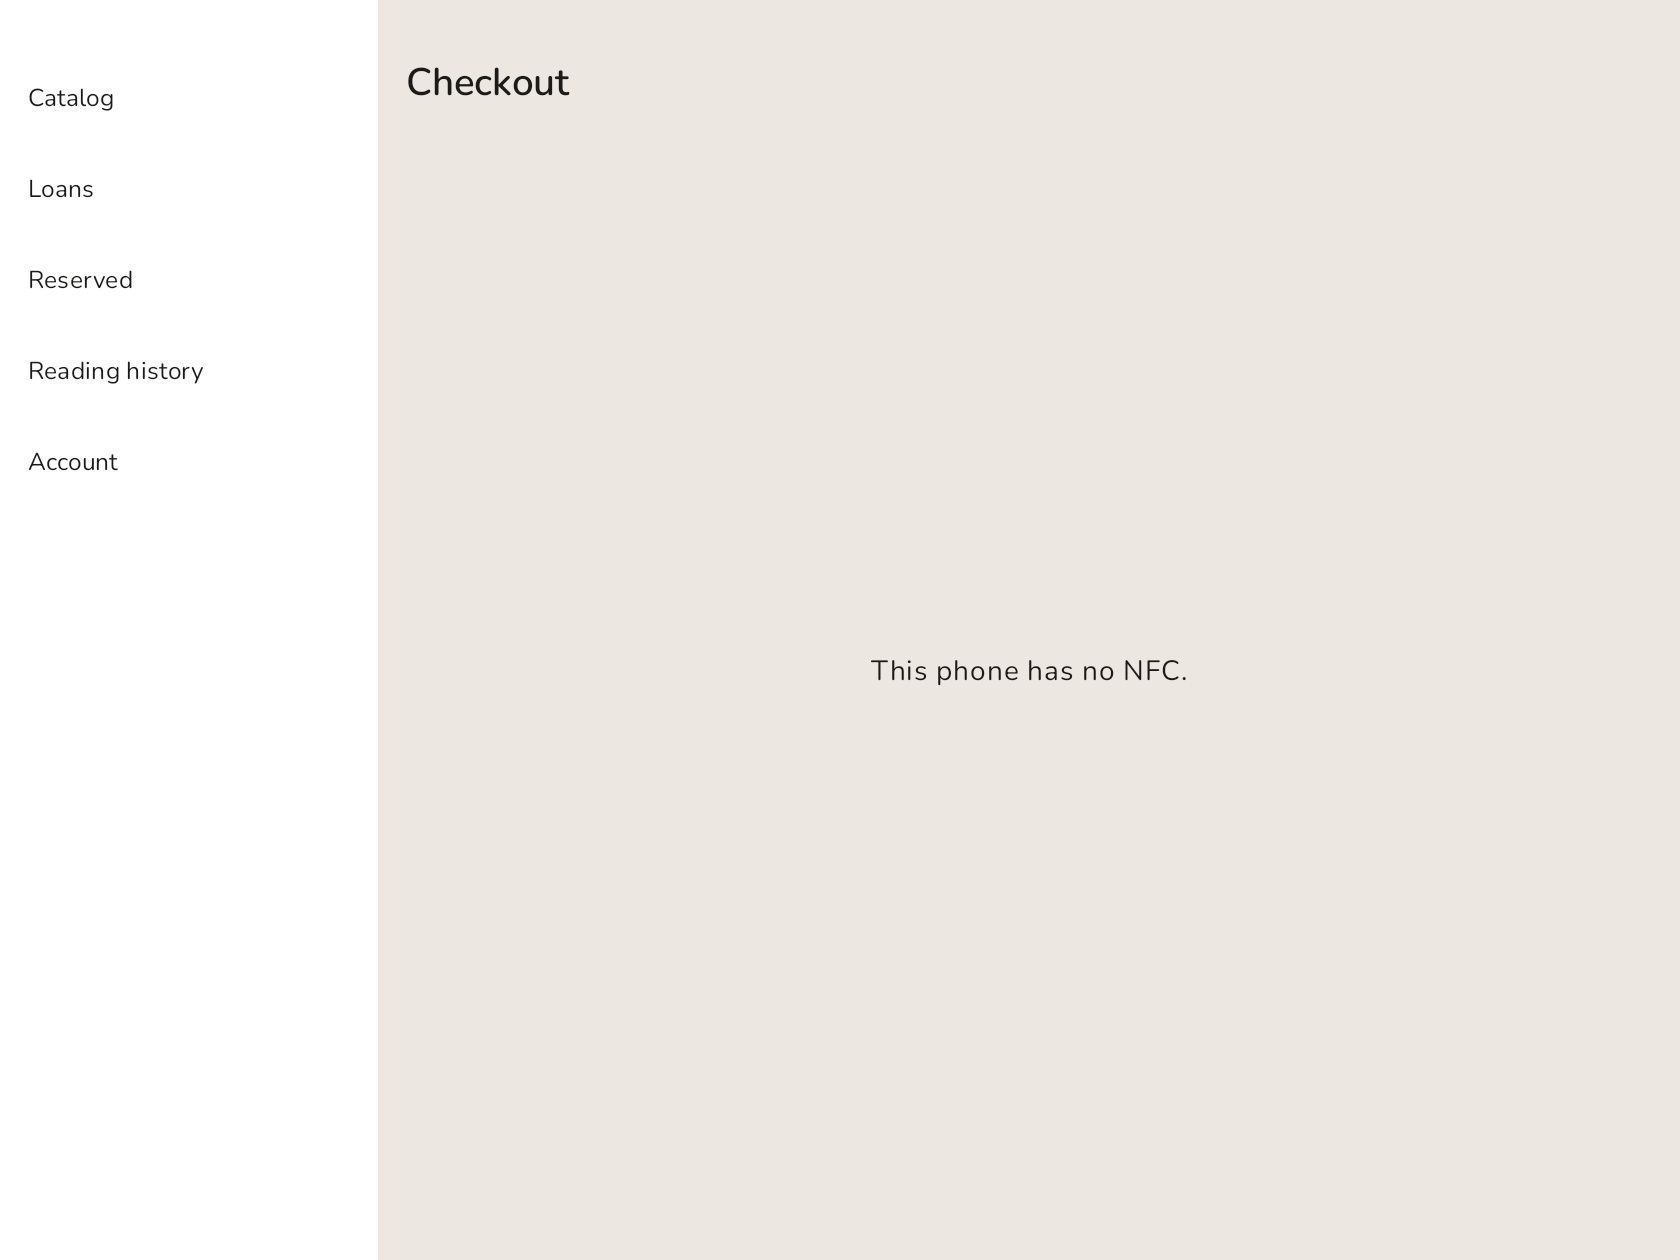 Catalog
Loans
Reserved
Reading history
Account
Checkout
This phone has no NFC.